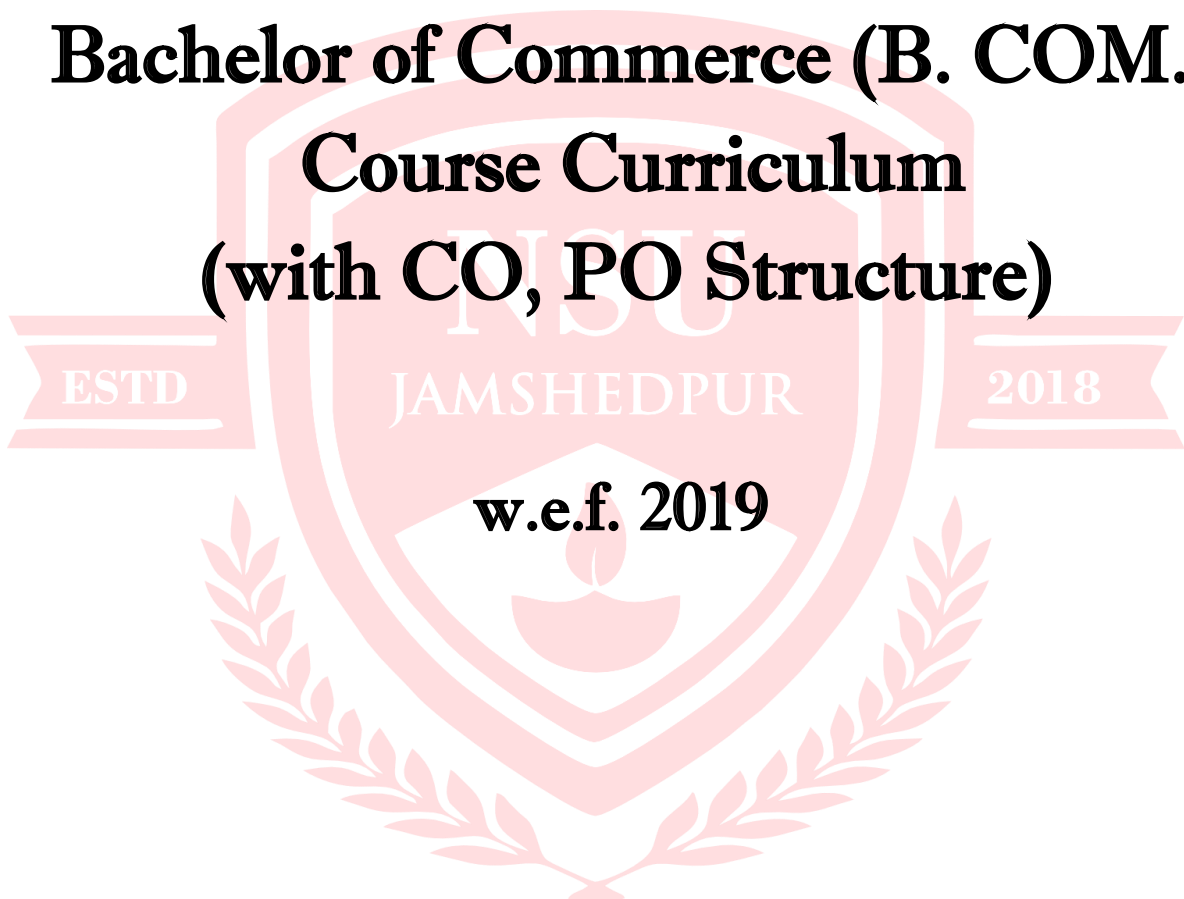 Bachelor of Commerce (B. COM.
Course Curriculum
NSU
(with CO, PO Structure)
ESTD
JAMSHEDPUR
2018
w.e.f. 2019